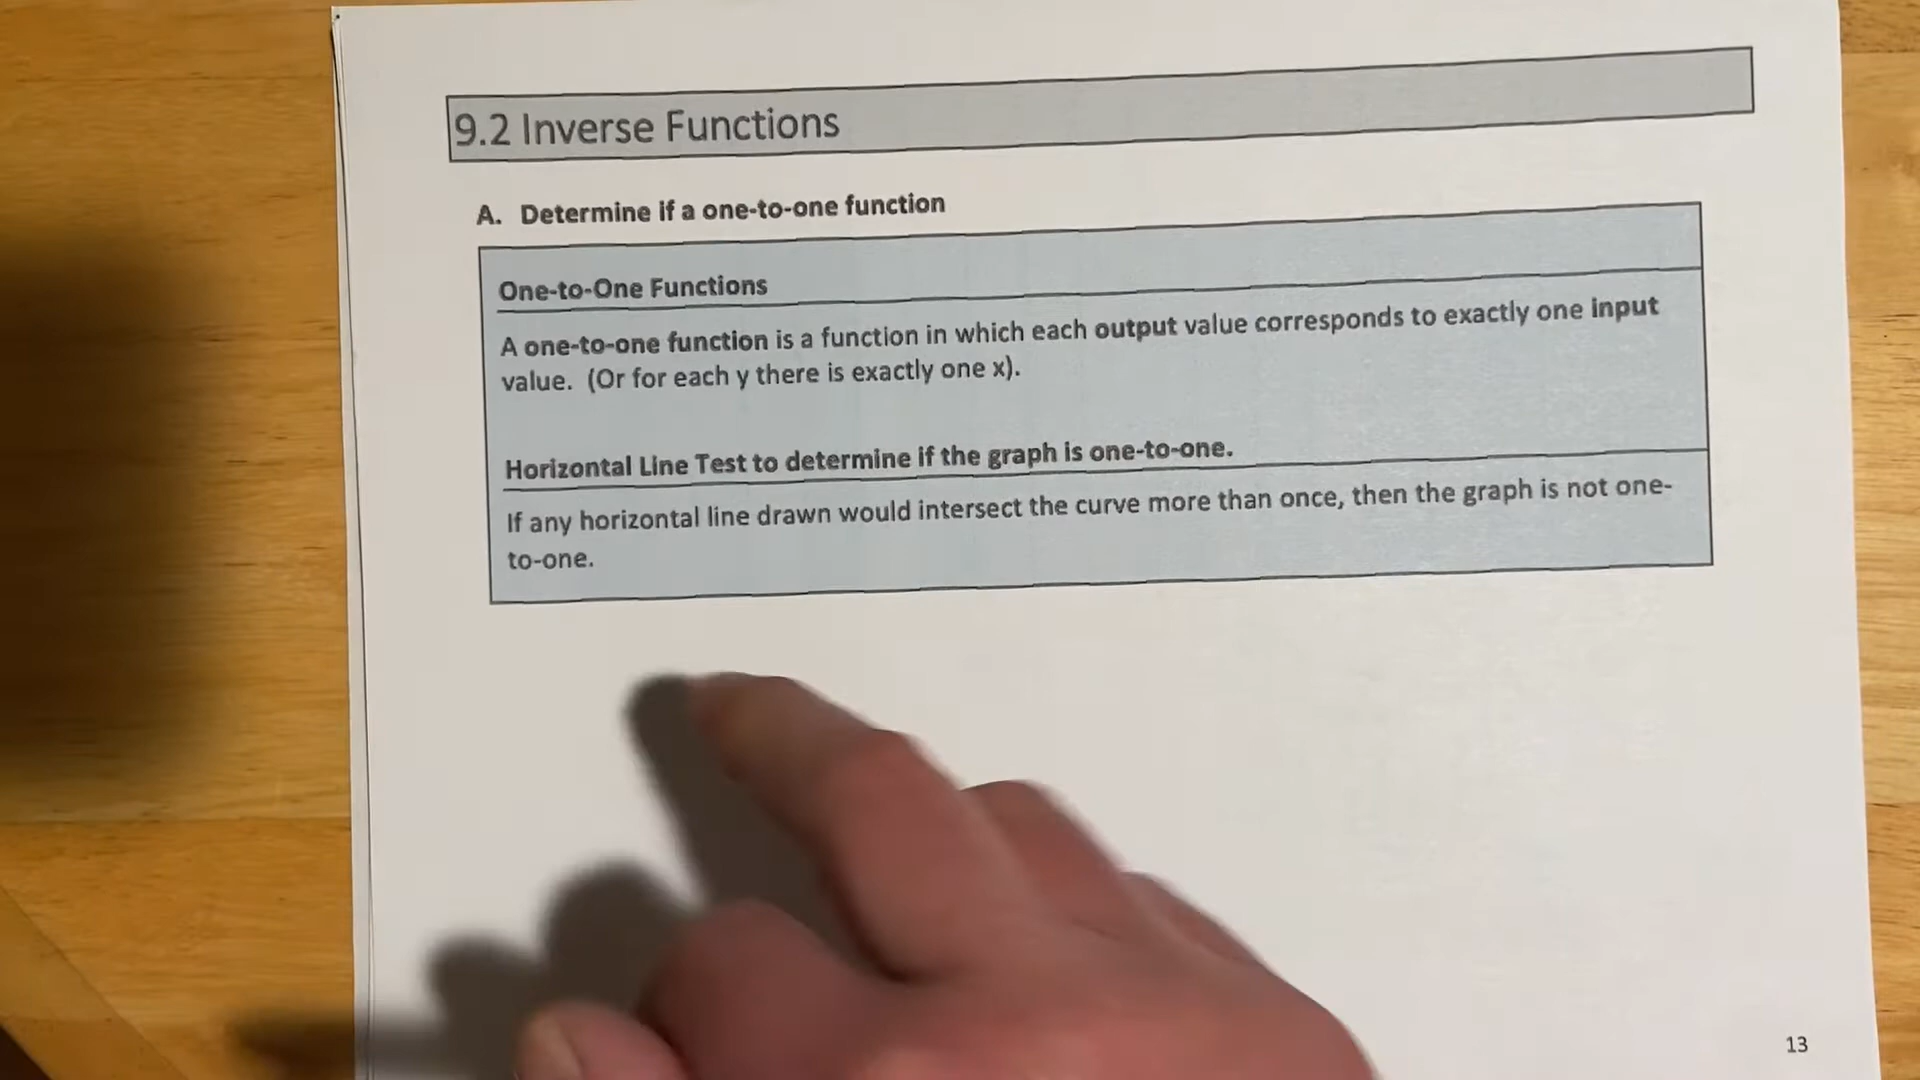 9.2 Inverse Functions
A. Determine if a one-to-one function
One-to-One Functions
A one-to-one function is a function in which each output value corresponds to exactly one input
value. (Or for each y there is exactly one x).
Horizontal Line Test to determine if the graph is one-to-one.
If any horizontal line drawn would intersect the curve more than once, then the graph is not one-
to-one.
13